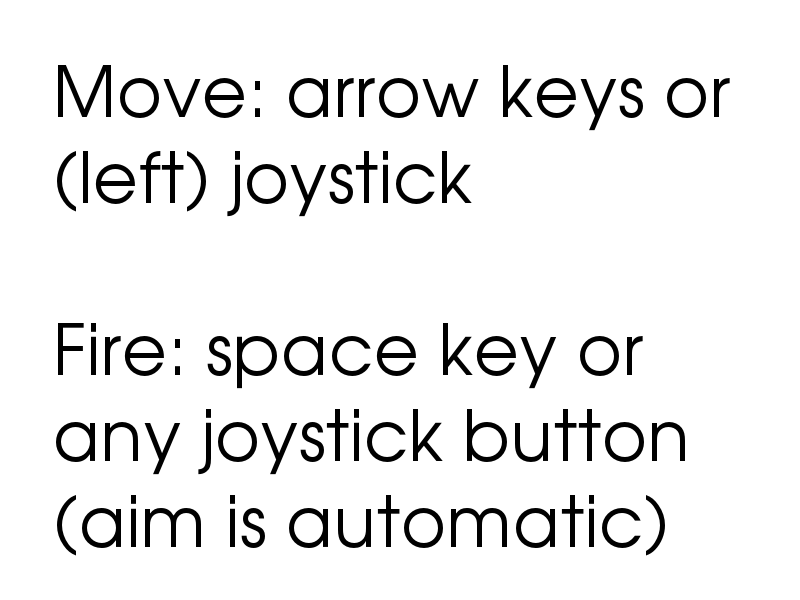 Move: arrow keys or
(left) joystick
Fire: space key or
any joystick button
(aim is automatic)